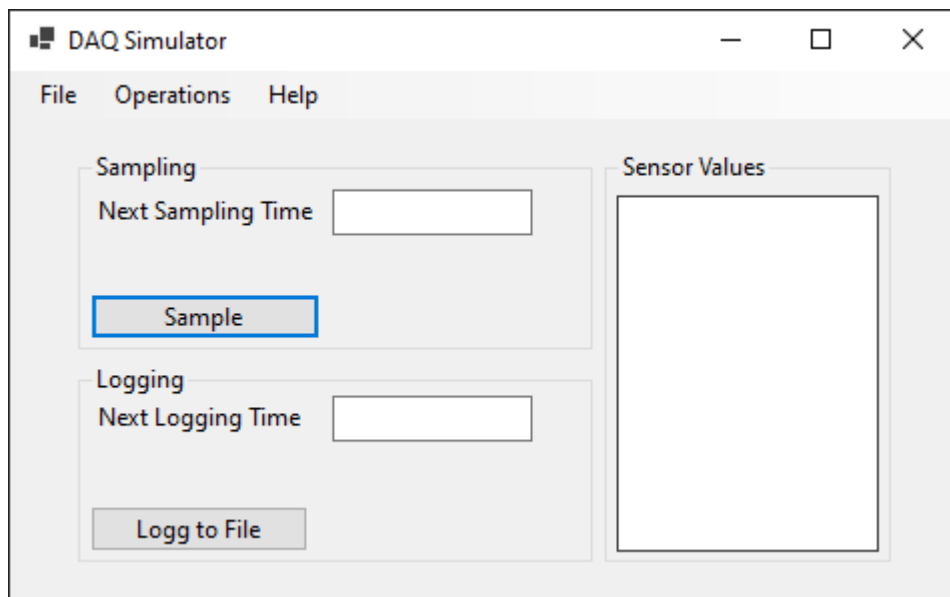 DAQ Simulator
File Operations Help
Sampling
Next Sampling Time
Sample
Logging
Next Logging Time
Logg to File
Sensor Values